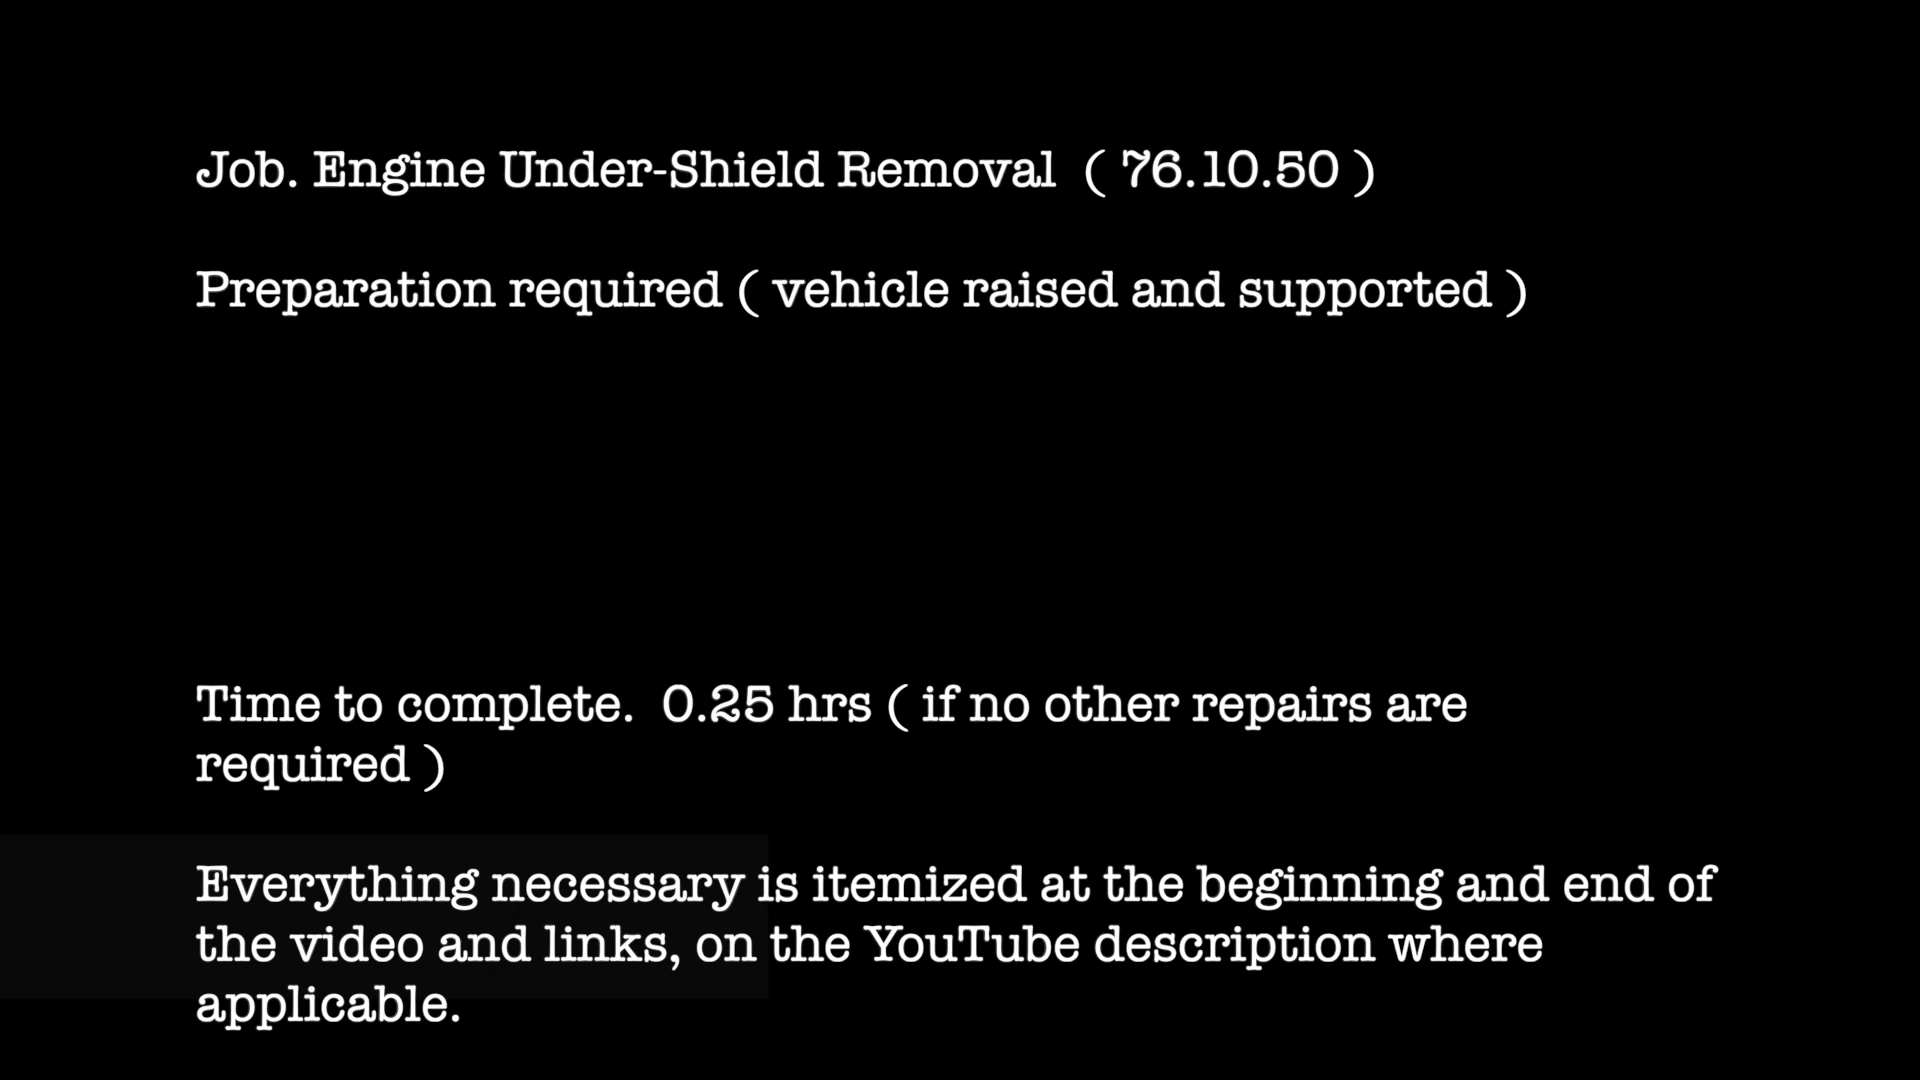 Job. Engine Under-Shield Removal ( 76.10.50 )
Preparation required ( vehicle raised and supported )
Time to complete. 0.25 hrs ( if no other repairs are
required )
Everything necessary is itemized at the beginning and end of
the video and links, on the YouTube description where
applicable.